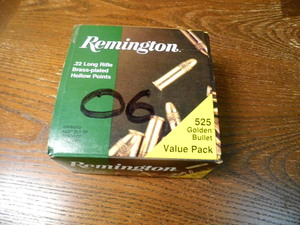 Remington.
.22 Long Rifle
Brass-plated
Hollow Points
06
525
Golden
Bullet
Value Pack
Remington.